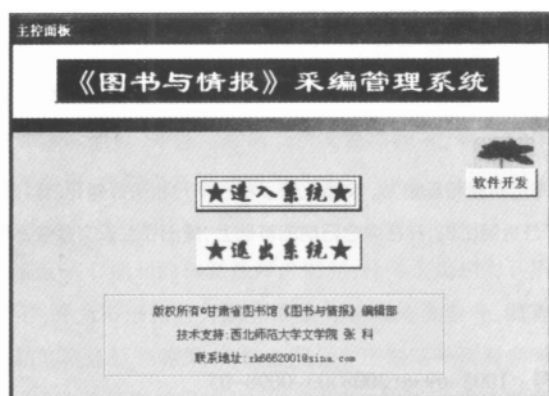 主控面板
《图书与情报》采编管理系统
软件开发
★进入系统★
★退出系统★
版权所有©甘肃省图书馆《图书与情报》编辑部
技术支持:西北师范大学文学院 张 科
联系地址:zk6662001@sina.com